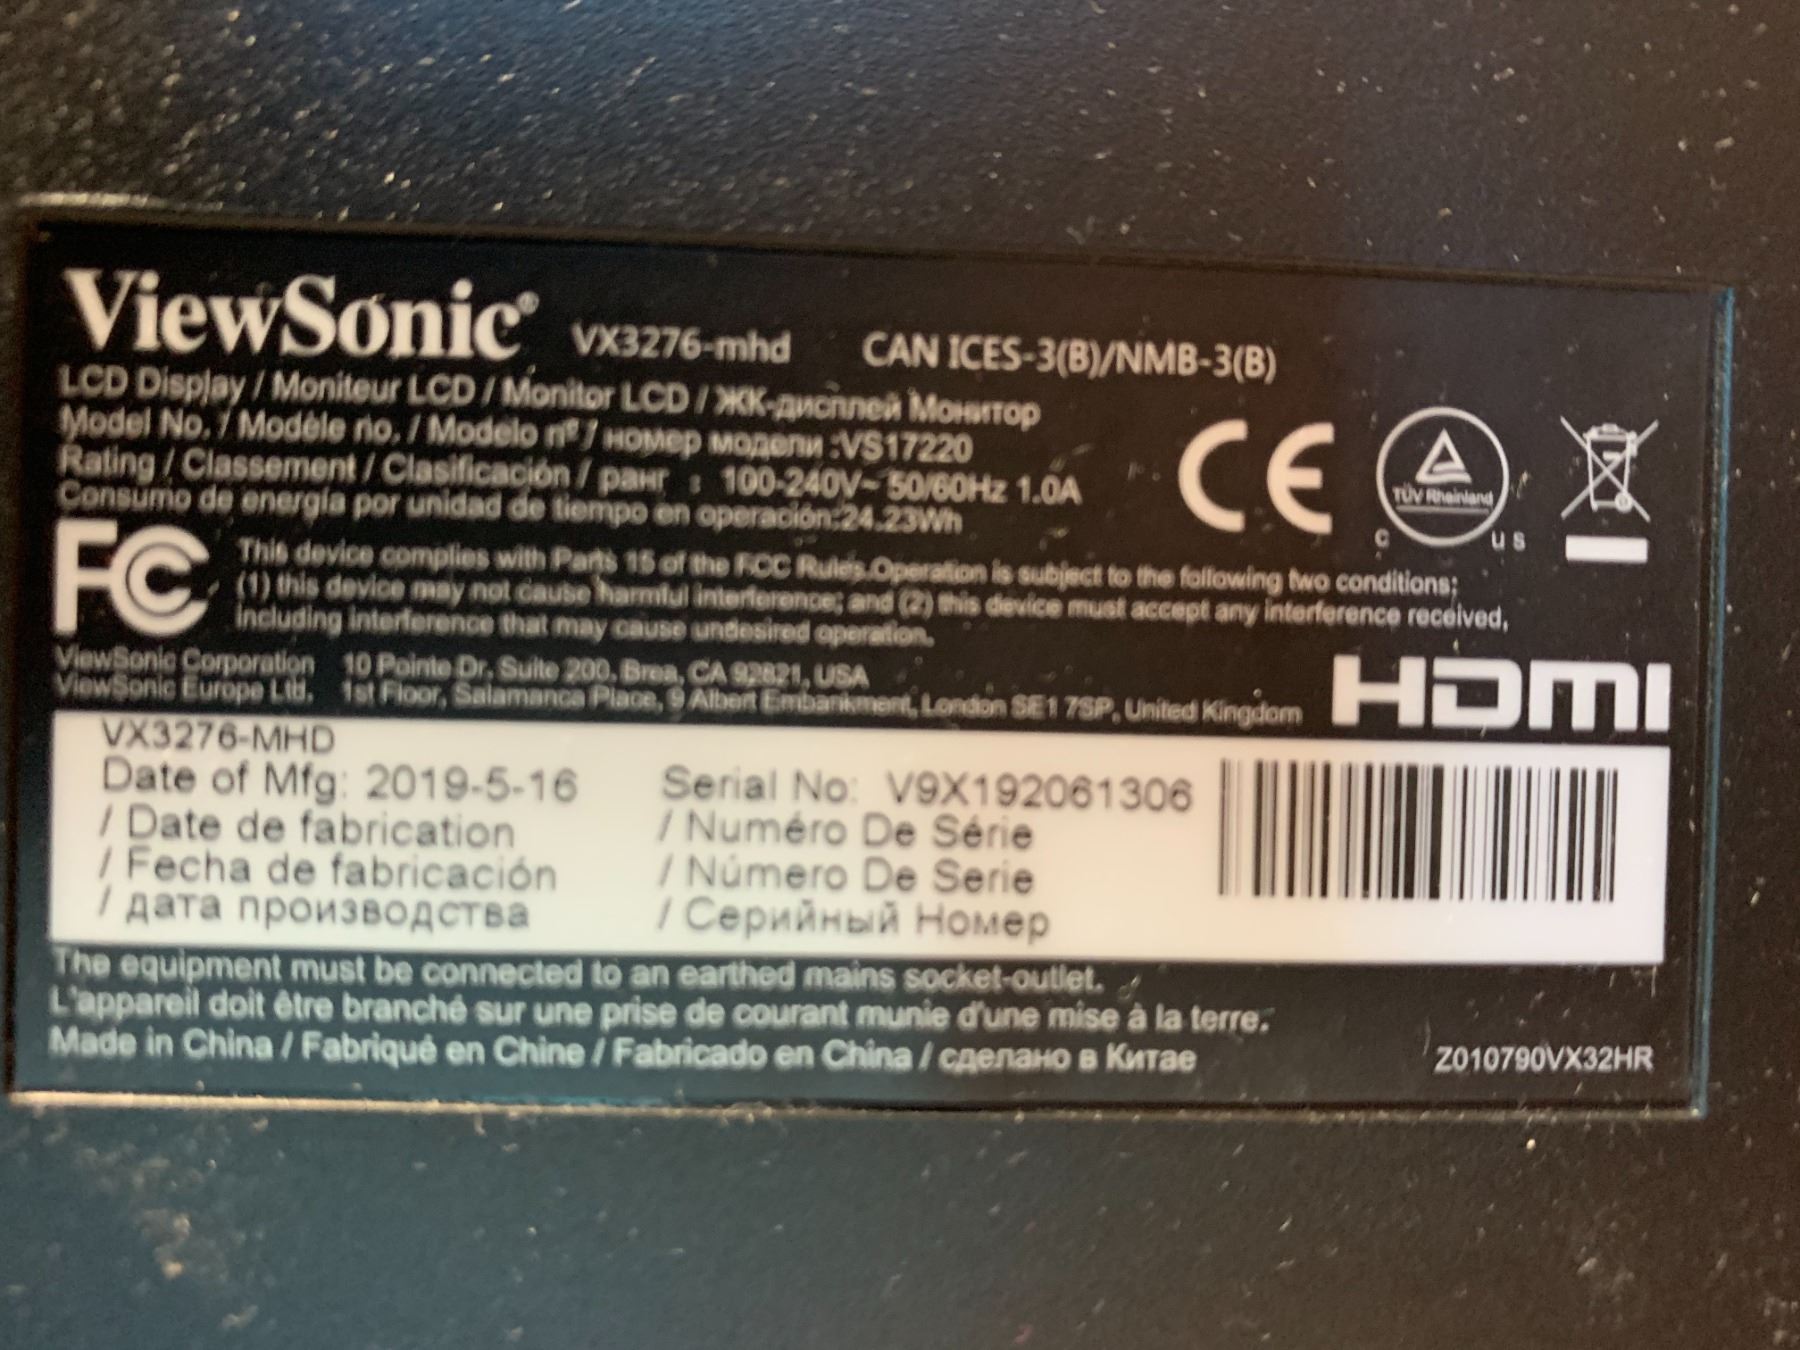 ViewSonic® VX3276-mhd CAN ICES-3(B)/NMB-3(B)
LCD Display / Moniteur LCD / Monitor LCD / ЖК-дисплей Монитор
Model No. / Modèle no. / Modelo nº / номер модели :VS17220
Rating / Classement / Clasificación / ранг : 100-240V~ 50/60Hz 1.0A
Consumo de energía por unidad de tiempo en operación:24.23Wh
CE
TÜV Rheinland
C US
FC
This device complies with Parts 15 of the FCC Rules.Operation is subject to the following two conditions:
(1) this device may not cause harmful interference; and (2) this device must accept any interference received,
including interference that may cause undesired operation.
ViewSonic Corporation 10 Pointe Dr. Suite 200, Brea, CA 92821, USA
ViewSonic Europe Ltd. 1st Floor, Salamanca Place, 9 Albert Embankment, London SE1 7SP, United Kingdom
HDMI
VX3276-MHD
Date of Mfg: 2019-5-16 Serial No: V9X192061306
/ Date de fabrication / Numéro De Série
/ Fecha de fabricación / Número De Serie
/ дата производства / Серийный Номер
The equipment must be connected to an earthed mains socket-outlet.
L'appareil doit être branché sur une prise de courant munie d'une mise à la terre.
Made in China / Fabriqué en Chine / Fabricado en China / сделано в Китае Z010790VX32HR